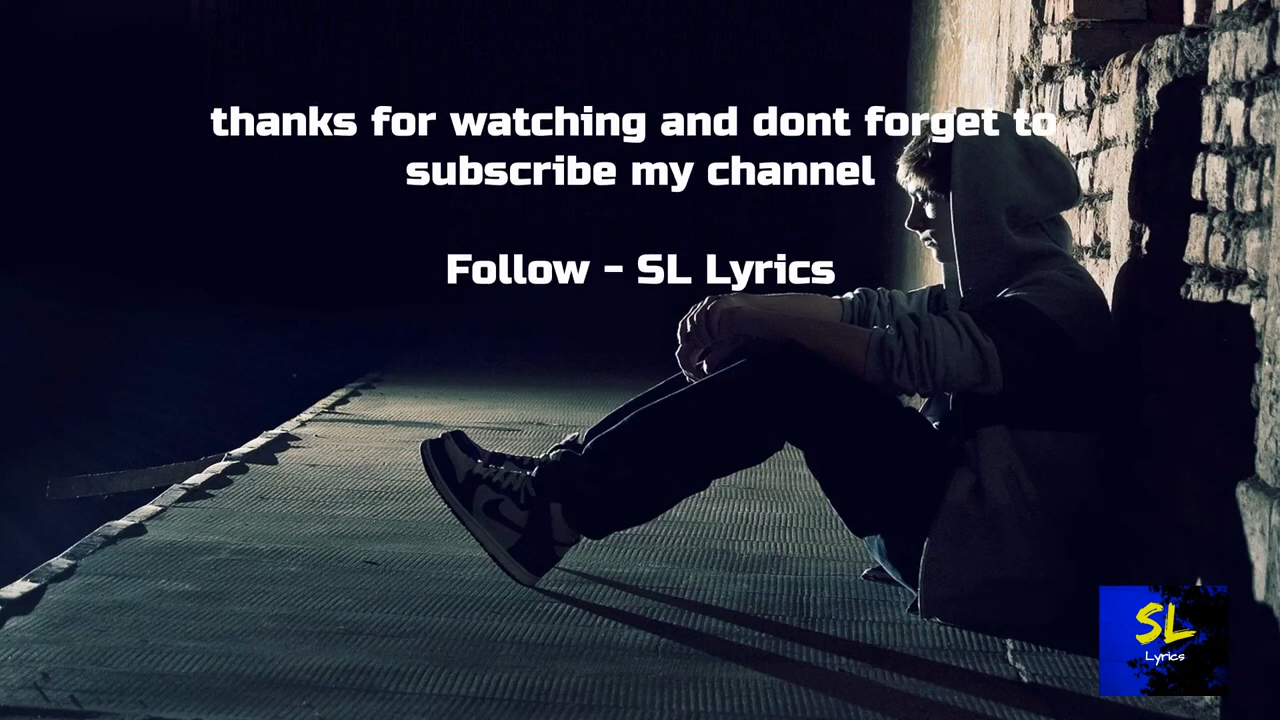 thanks for watching and dont forget to
subscribe my channel
Follow - SL Lyrics
SL
Lyrics